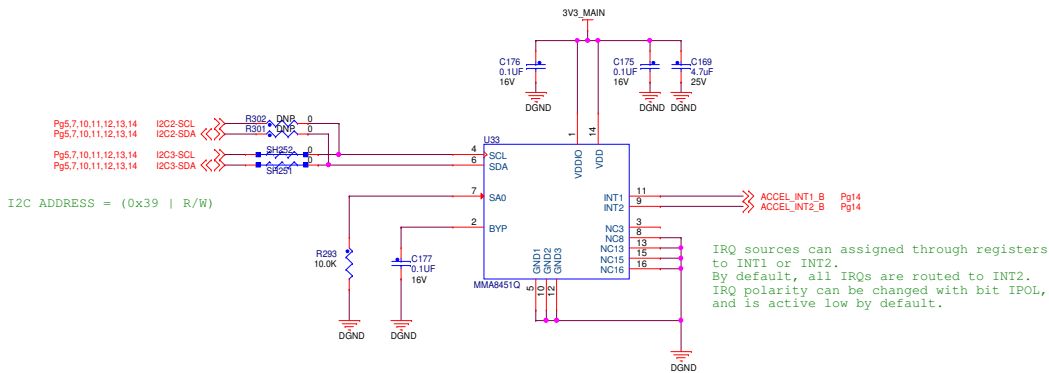 3V3_MAIN
C176
0.1UF
16V
C175
0.1UF
16V
C169
4.7uF
25V
DGND
DGND
DGND
R302 DNP 0
Pg5,7,10,11,12,13,14 I2C2-SCL
R301 DNP 0
Pg5,7,10,11,12,13,14 I2C2-SDA
SH252 0
Pg5,7,10,11,12,13,14 I2C3-SCL
0
Pg5,7,10,11,12,13,14 I2C3-SDA
SH251
U33
1 14
VDDIO VDD
4 SCL
6 SDA
7 SA0
2 BYP
INT1 11 ACCEL_INT1_B Pg14
INT2 9 ACCEL_INT2_B Pg14
NC3 3
NC8 8
NC13 13
NC15 15
NC16 16
GND1 GND2 GND3
5 10 12
MMA8451Q
I2C ADDRESS = (0x39 | R/W)
R293
10.0K
C177
0.1UF
16V
DGND
DGND
DGND
IRQ sources can assigned through registers
to INT1 or INT2.
By default, all IRQs are routed to INT2.
IRQ polarity can be changed with bit IPOL,
and is active low by default.